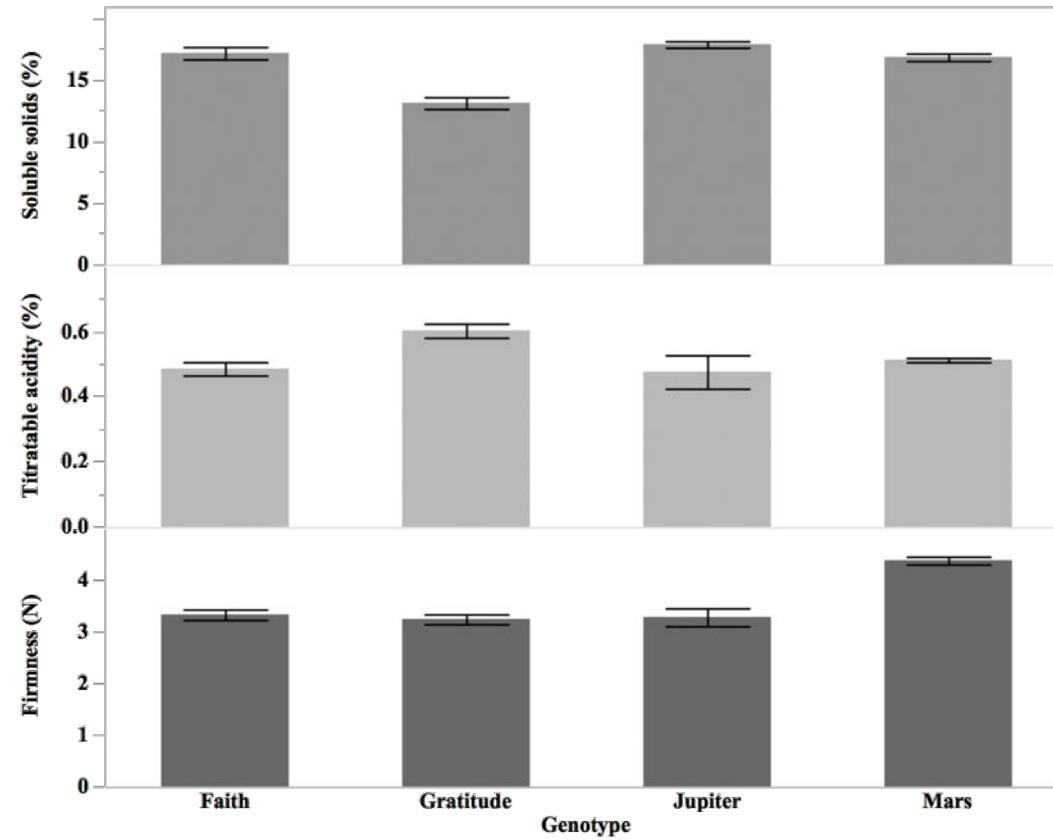 Soluble solids (%)
15
10
5
0
Titratable acidity (%)
0.6
0.4
0.2
0.0
Firmness (N)
4
3
2
1
0
Faith Gratitude Jupiter Mars
Genotype